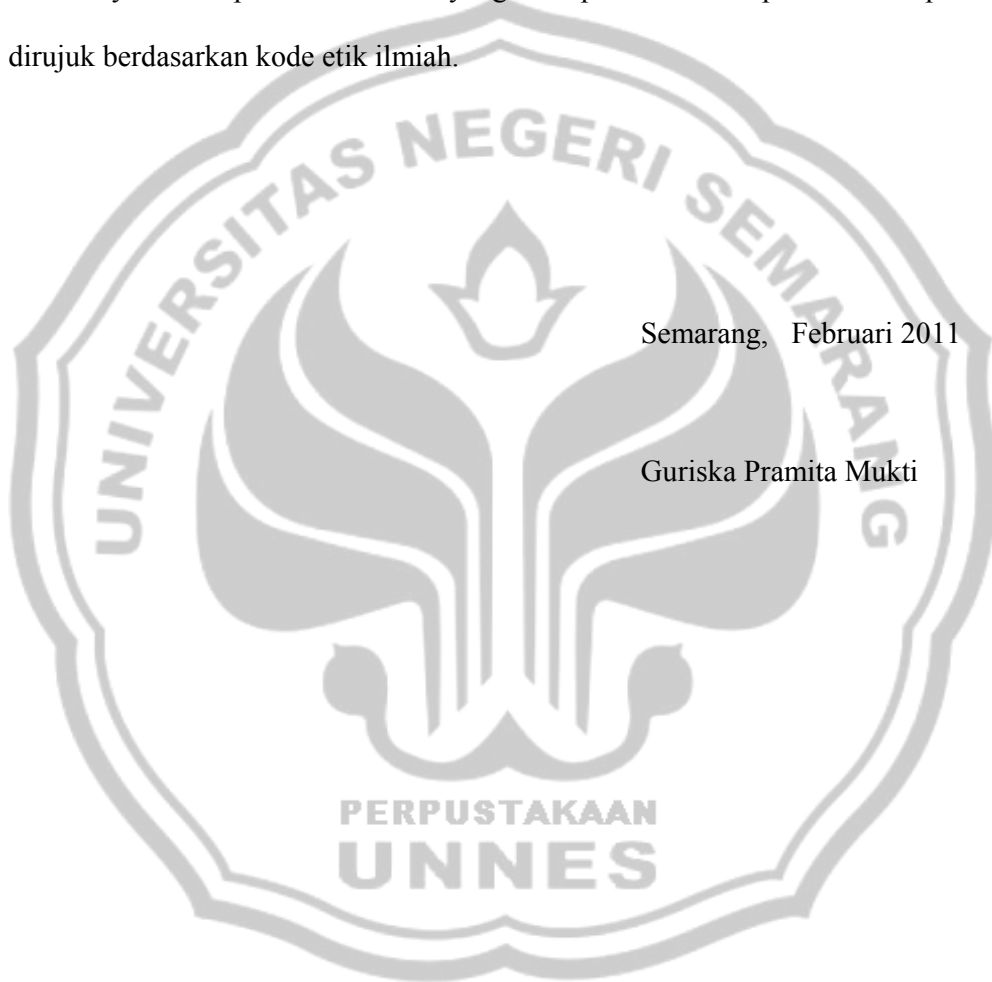 dirujuk berdasarkan kode etik ilmiah.
UNIVERSITAS NEGERI SEMARANG
Semarang, Februari 2011
Guriska Pramita Mukti
PERPUSTAKAAN
UNNES